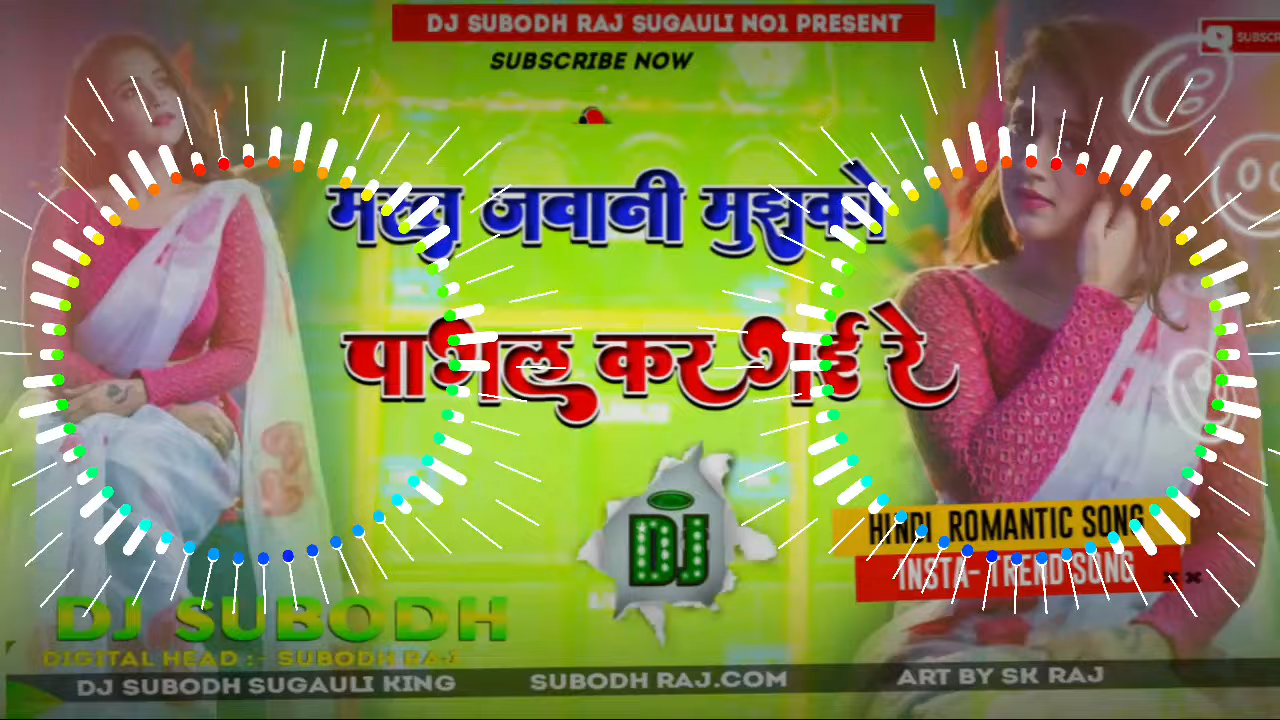 DJ SUBODH RAJ SUGAULI NO1 PRESENT
SUBSCRIBE NOW
मस्त जवानी मुझको
पागल कर गई रे
DJ
HINDI ROMANTIC SONG
INSTA- TREND SONG
DJ SUBODH
DIGITAL HEAD :- SUBODH RAJ
DJ SUBODH SUGAULI KING
SUBODH RAJ.COM
ART BY SK RAJ